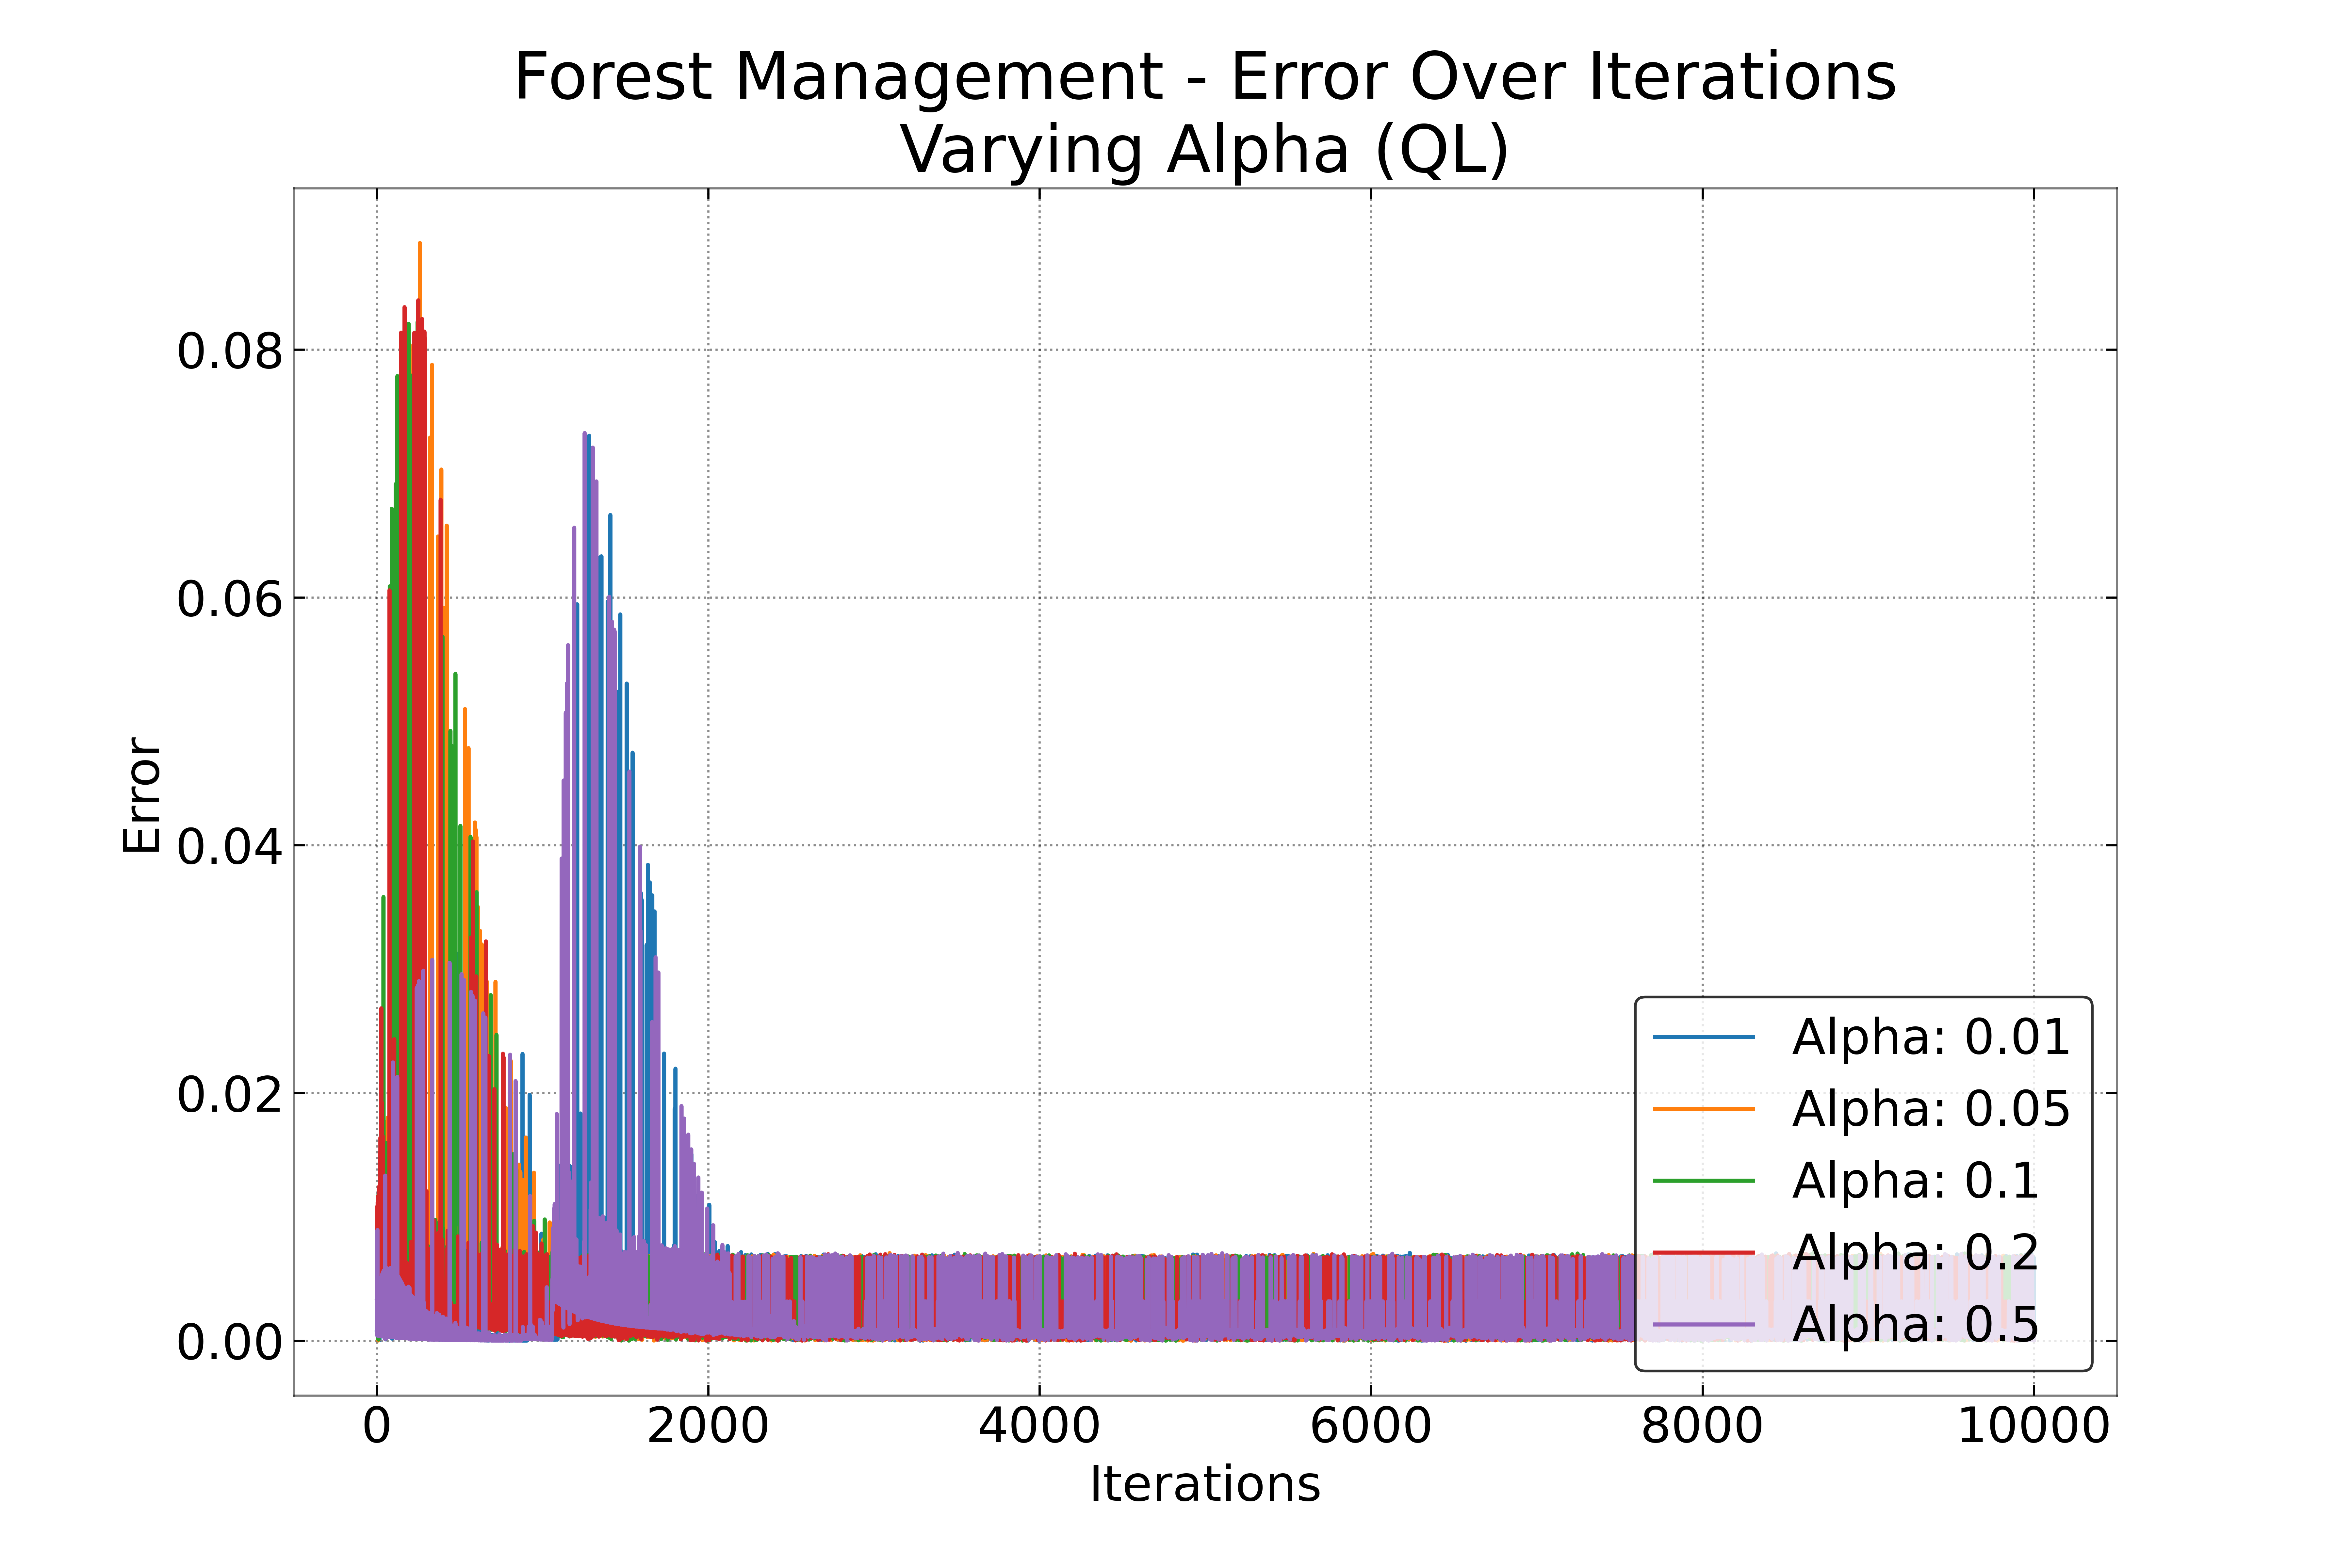 Forest Management - Error Over Iterations
Varying Alpha (QL)
Error
0.08
0.06
0.04
0.02
0.00
0 2000 4000 6000 8000 10000
Iterations
Alpha: 0.01
Alpha: 0.05
Alpha: 0.1
Alpha: 0.2
Alpha: 0.5